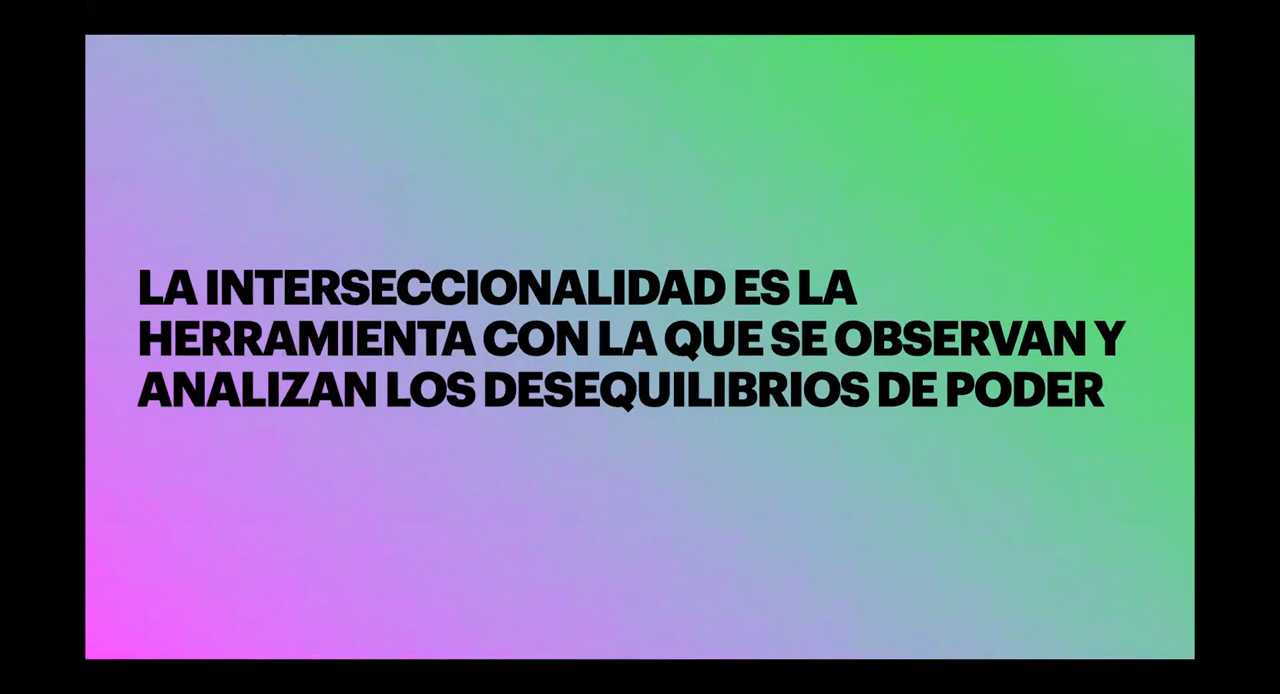 LA INTERSECCIONALIDAD ES LA
HERRAMIENTA CON LA QUE SE OBSERVAN Y
ANALIZAN LOS DESEQUILIBRIOS DE PODER